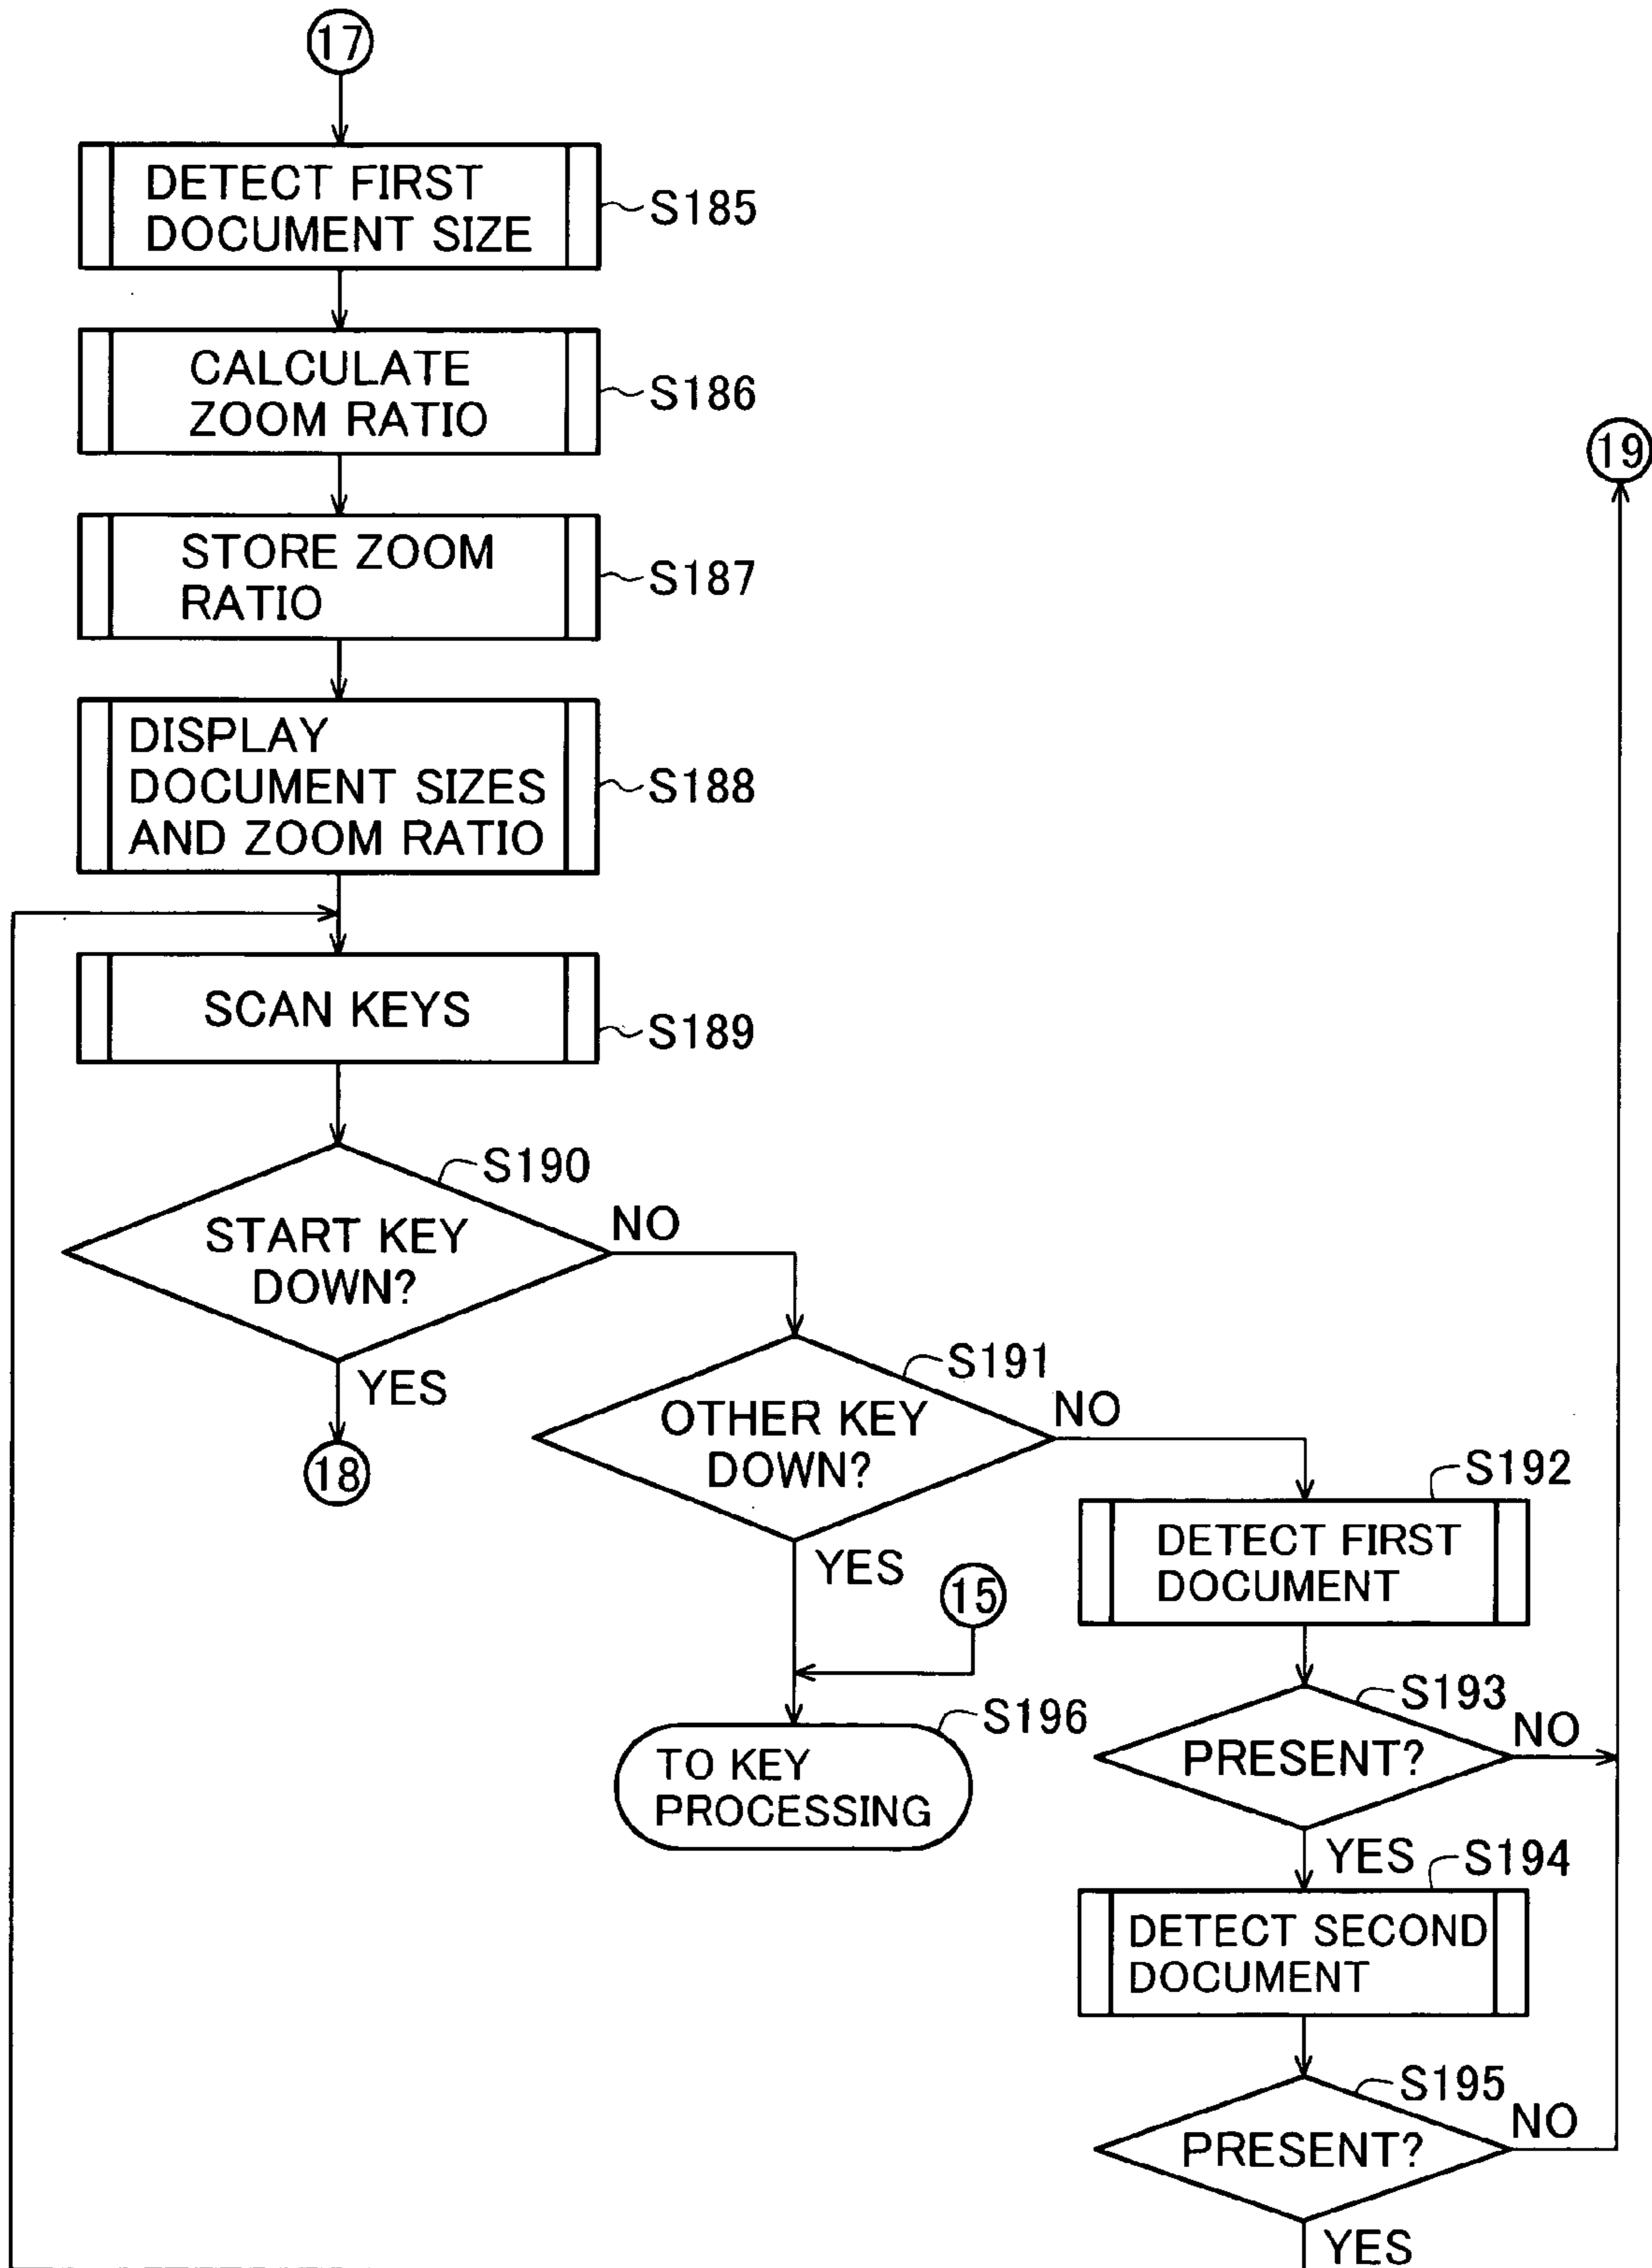 17
DETECT FIRST
DOCUMENT SIZE
S185
CALCULATE
ZOOM RATIO
S186
19
STORE ZOOM
RATIO
S187
DISPLAY
DOCUMENT SIZES
AND ZOOM RATIO
S188
SCAN KEYS
S189
S190
START KEY
DOWN?
NO
YES
18
S191
OTHER KEY
DOWN?
NO
YES
15
S192
DETECT FIRST
DOCUMENT
S193
PRESENT?
NO
YES
S196
TO KEY
PROCESSING
S194
DETECT SECOND
DOCUMENT
S195
PRESENT?
NO
YES